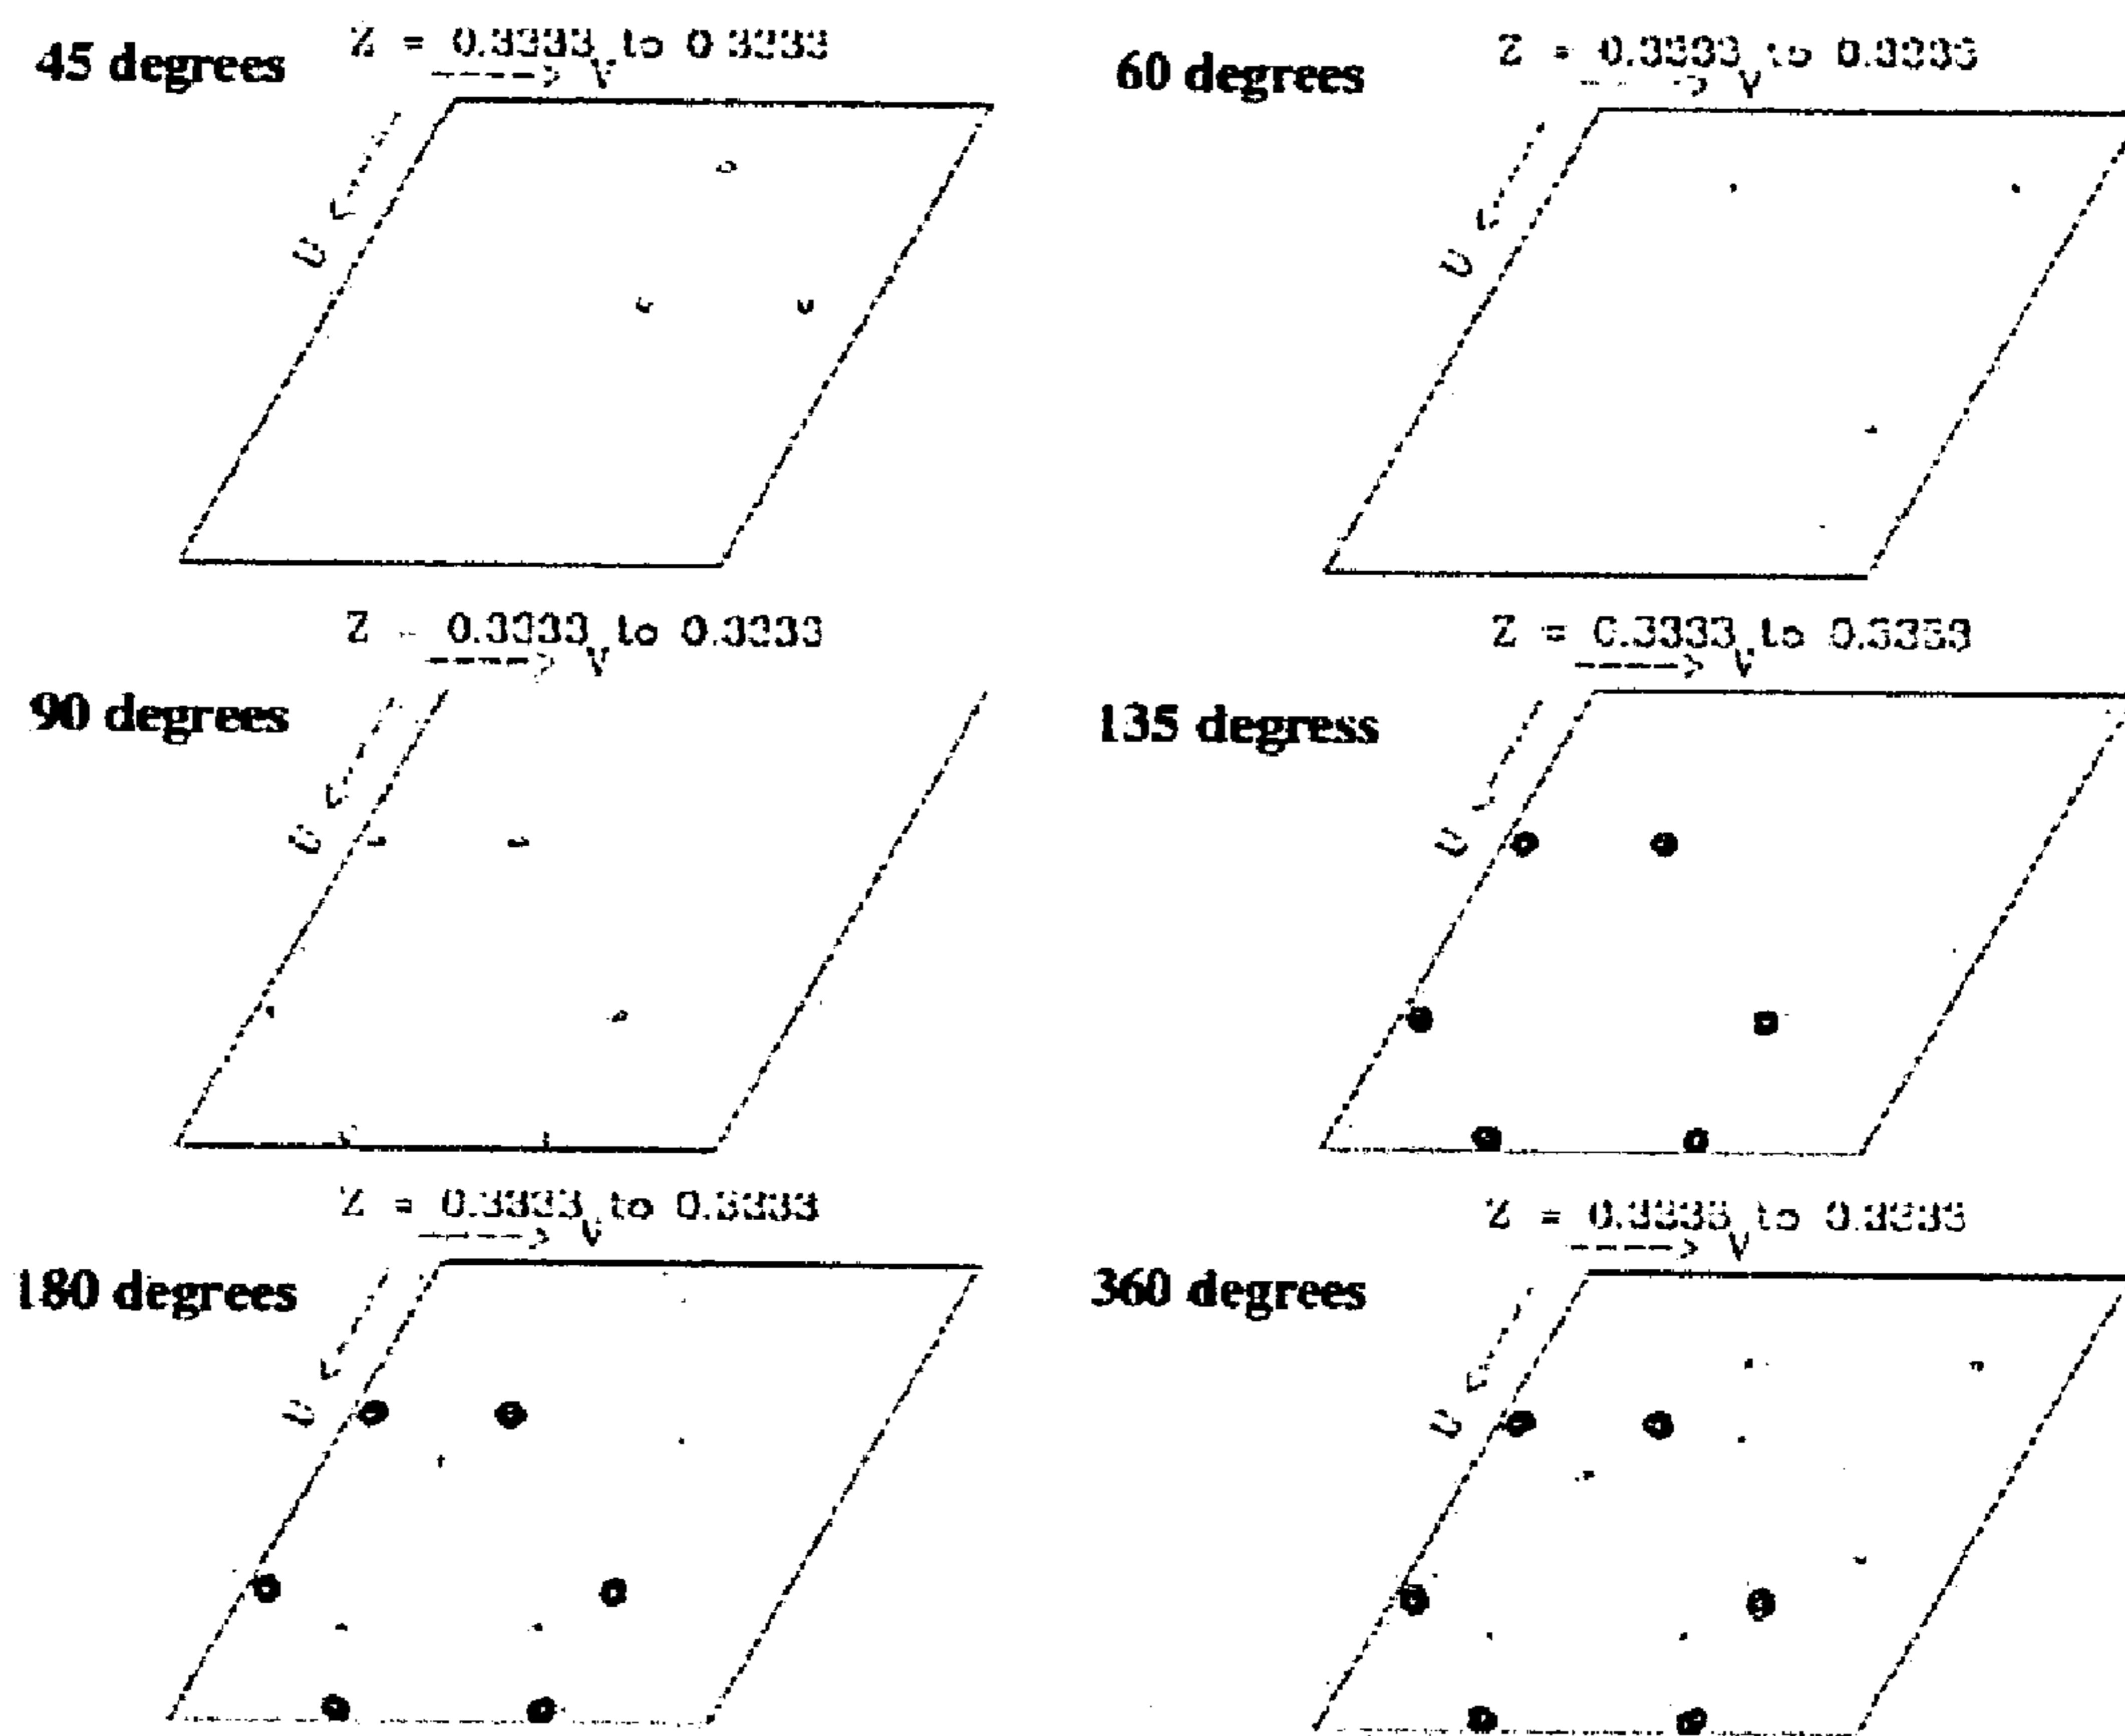 45 degrees
Z = 0.3333 to 0.3333
----> V
U
60 degrees
Z = 0.3333 to 0.3333
----> V
U
90 degrees
Z = 0.3333 to 0.3333
----> V
U
135 degress
Z = 0.3333 to 0.3333
----> V
U
180 degrees
Z = 0.3333 to 0.3333
----> V
U
360 degrees
Z = 0.3333 to 0.3333
----> V
U